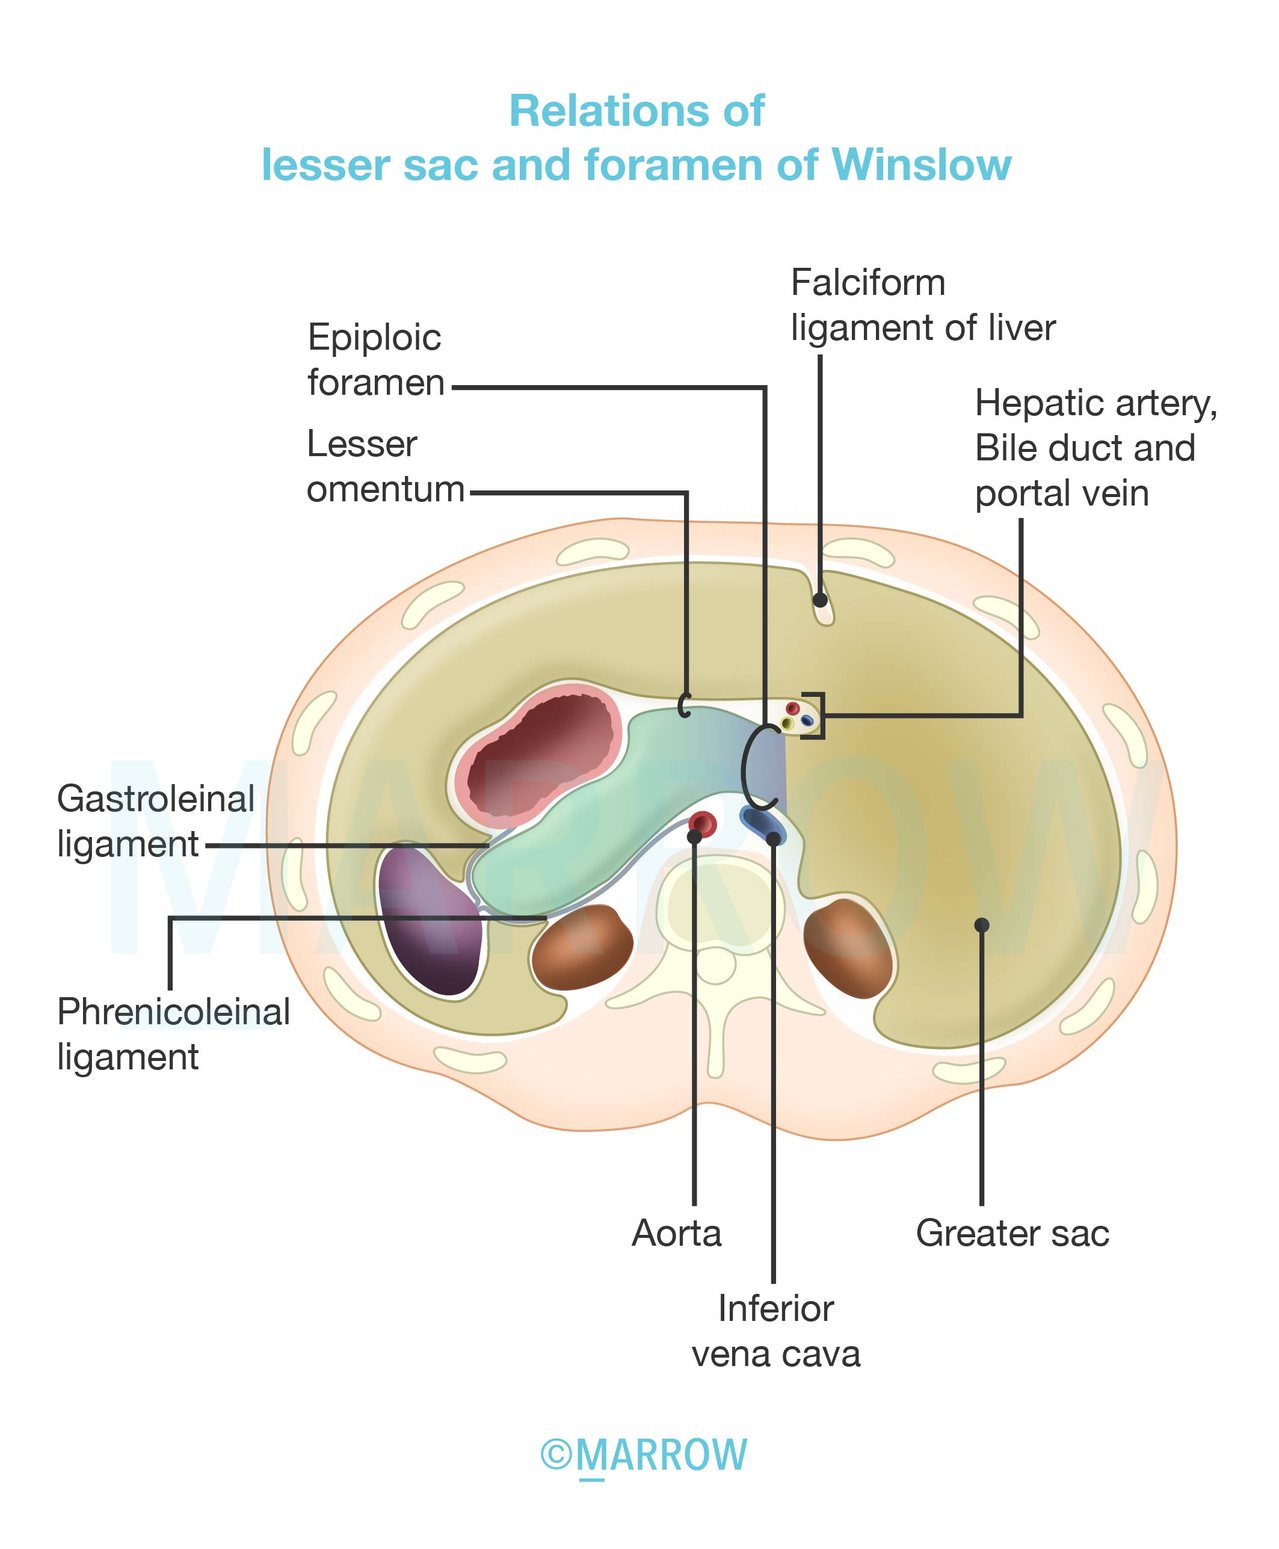 Relations of
lesser sac and foramen of Winslow
Falciform
ligament of liver
Epiploic
foramen
Hepatic artery,
Bile duct and
portal vein
Lesser
omentum
Gastroleinal
ligament
Phrenicoleinal
ligament
MARROW
Aorta
Greater sac
Inferior
vena cava
©MARROW